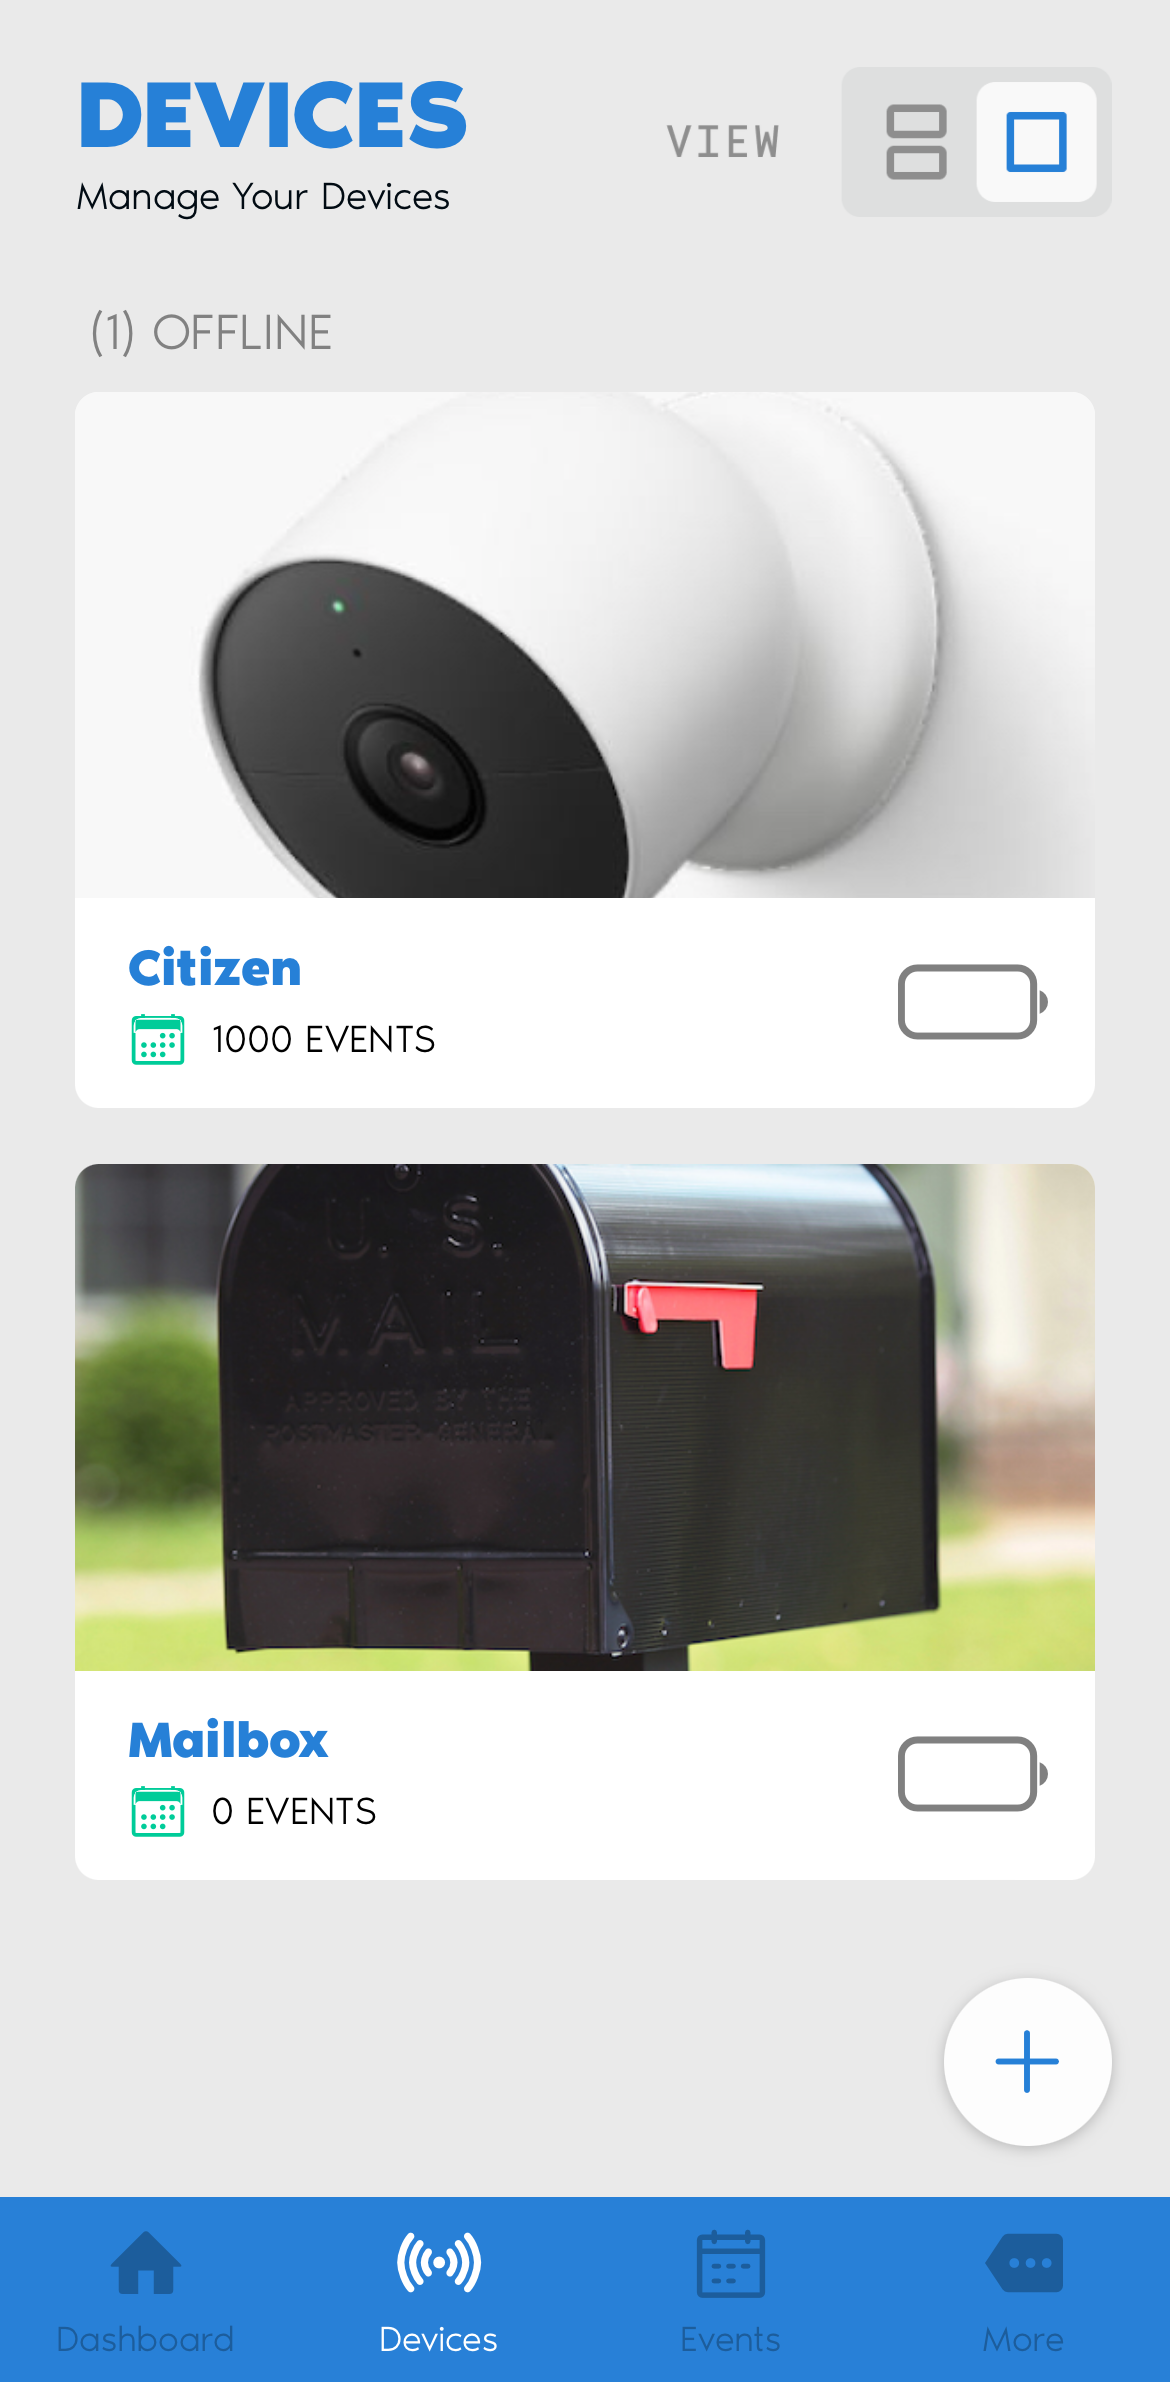 DEVICES
VIEW
Manage Your Devices
(1) OFFLINE
Citizen
1000 EVENTS
U. S.
MAIL
APPROVED BY THE
POSTMASTER GENERAL
Mailbox
0 EVENTS
Dashboard
Devices
Events
More